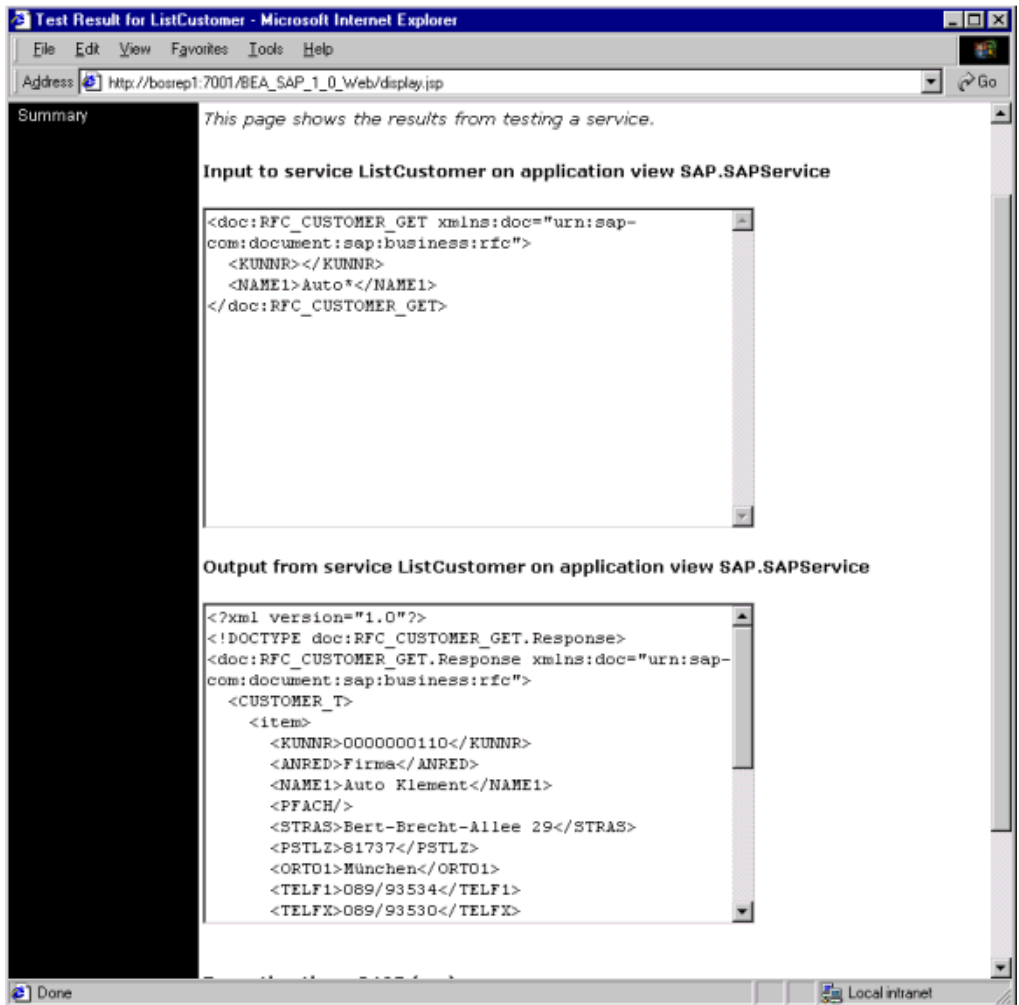 Test Result for ListCustomer - Microsoft Internet Explorer
File Edit View Favorites Tools Help
Address http://bosrep1:7001/BEA_SAP_1_0_Web/display.jsp Go
Summary
This page shows the results from testing a service.
Input to service ListCustomer on application view SAP.SAPService
<doc:RFC_CUSTOMER_GET xmlns:doc="urn:sap-
com:document:sap:business:rfc">
<KUNNR></KUNNR>
<NAME1>Auto*</NAME1>
</doc:RFC_CUSTOMER_GET>
Output from service ListCustomer on application view SAP.SAPService
<?xml version="1.0"?>
<!DOCTYPE doc:RFC_CUSTOMER_GET.Response>
<doc:RFC_CUSTOMER_GET.Response xmlns:doc="urn:sap-
com:document:sap:business:rfc">
<CUSTOMER_T>
<item>
<KUNNR>0000000110</KUNNR>
<ANRED>Firma</ANRED>
<NAME1>Auto Klement</NAME1>
<PFACH/>
<STRAS>Bert-Brecht-Allee 29</STRAS>
<PSTLZ>81737</PSTLZ>
<ORT01>München</ORT01>
<TELF1>089/93534</TELF1>
<TELFX>089/93530</TELFX>
Done
Local intranet